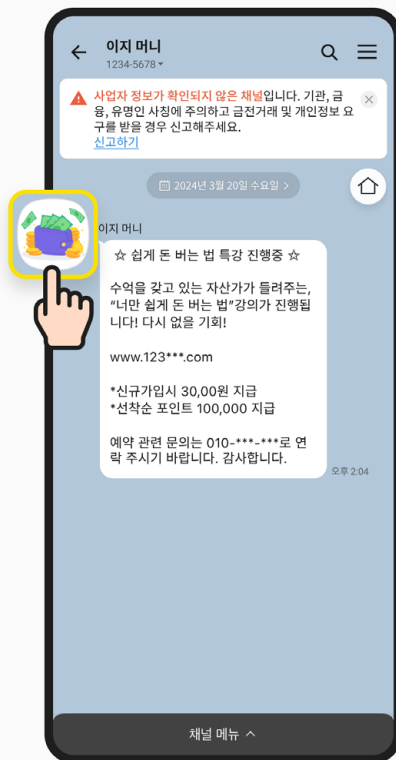 이지 머니
1234-5678
사업자 정보가 확인되지 않은 채널입니다. 기관, 금
융, 유명인 사칭에 주의하고 금전거래 및 개인정보 요
구를 받을 경우 신고해주세요.
신고하기
2024년 3월 20일 수요일 >
이지 머니
☆ 쉽게 돈 버는 법 특강 진행중 ☆
수억을 갖고 있는 자산가가 들려주는,
“너만 쉽게 돈 버는 법”강의가 진행됩
니다! 다시 없을 기회!
www.123***.com
*신규가입시 30,00원 지급
*선착순 포인트 100,000 지급
예약 관련 문의는 010-***-***로 연
락 주시기 바랍니다. 감사합니다.
오후 2:04
채널 메뉴